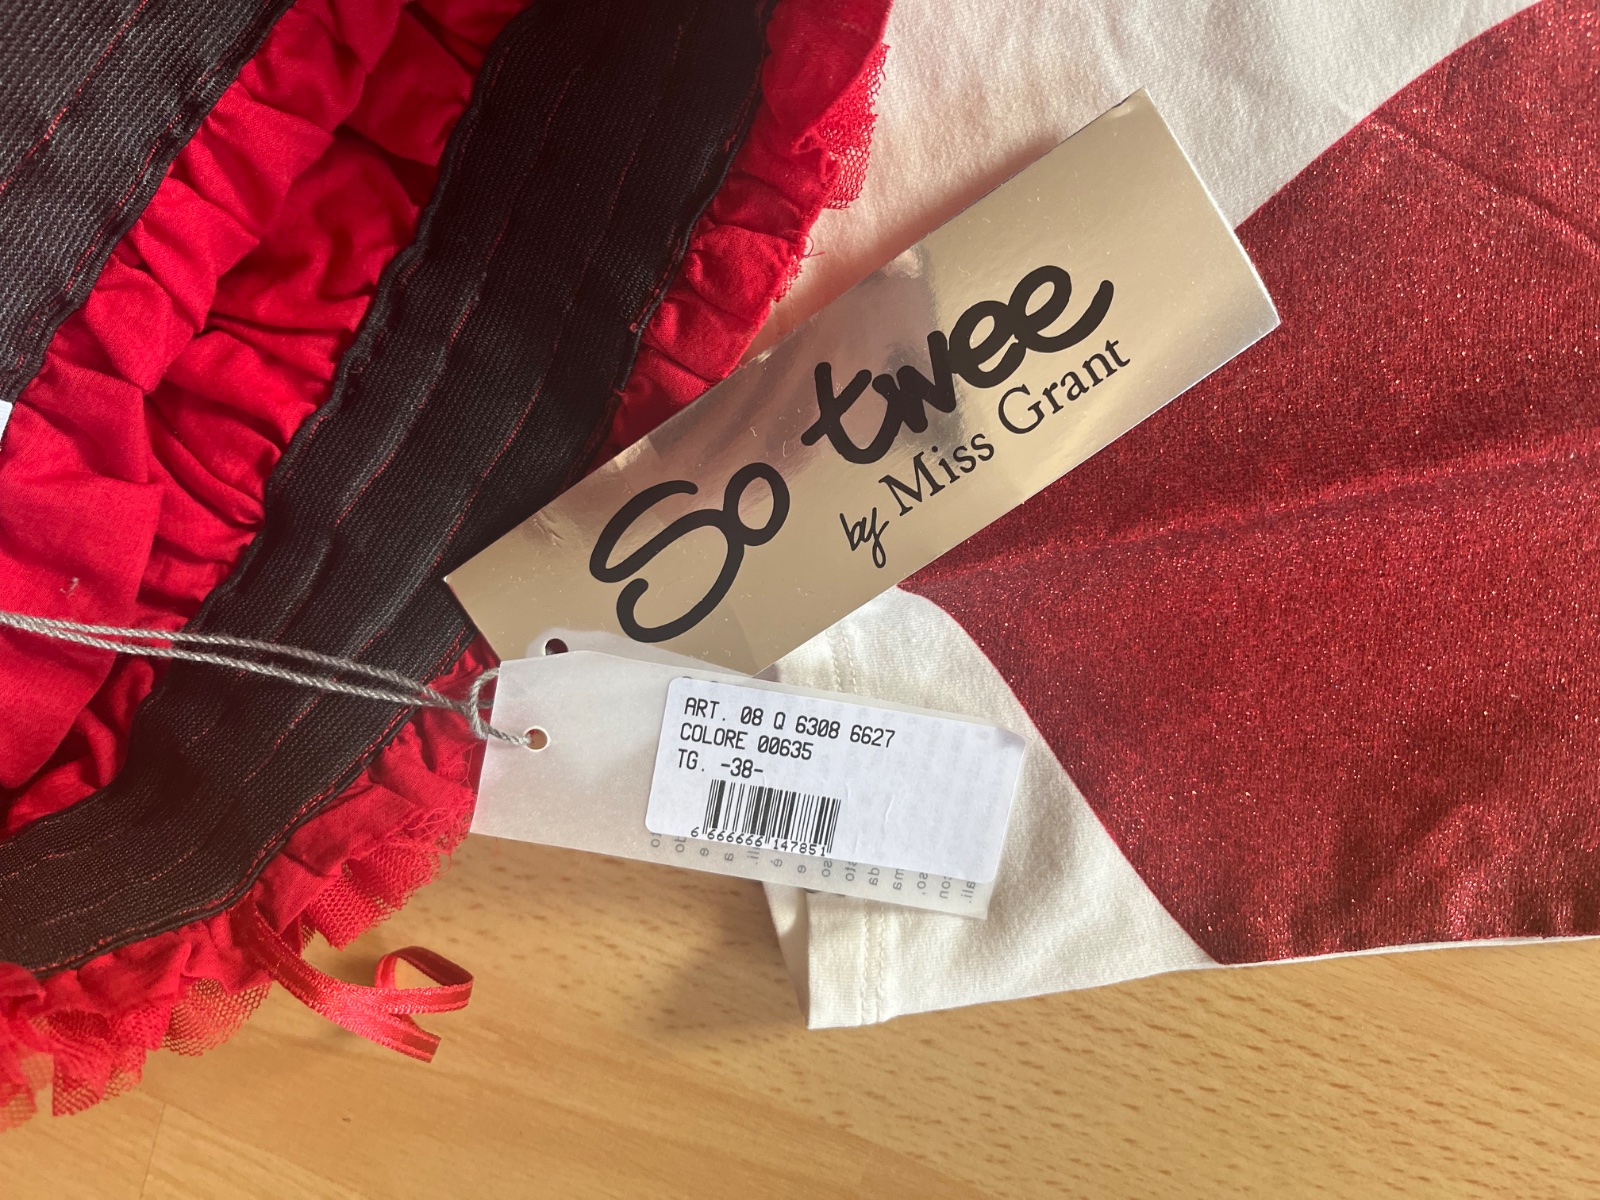 So twee
by Miss Grant
ART. 08 Q 6308 6627
COLORE 00635
TG. -38-
6 666666 147851